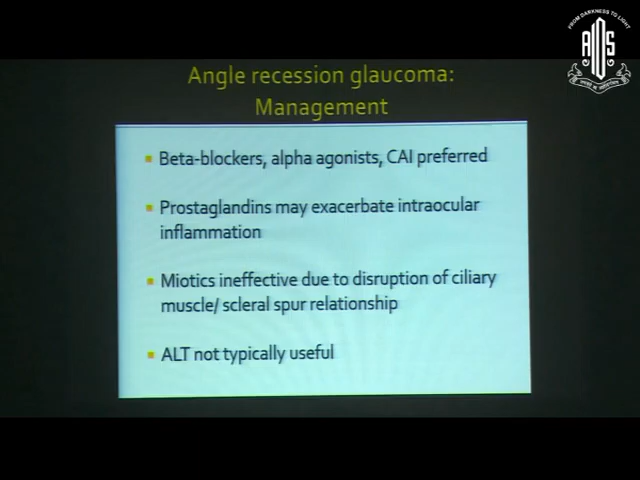 FROM DARKNESS TO LIGHT
AIOS
Angle recession glaucoma:
Management
Beta-blockers, alpha agonists, CAI preferred
Prostaglandins may exacerbate intraocular
inflammation
Miotics ineffective due to disruption of ciliary
muscle/ scleral spur relationship
ALT not typically useful